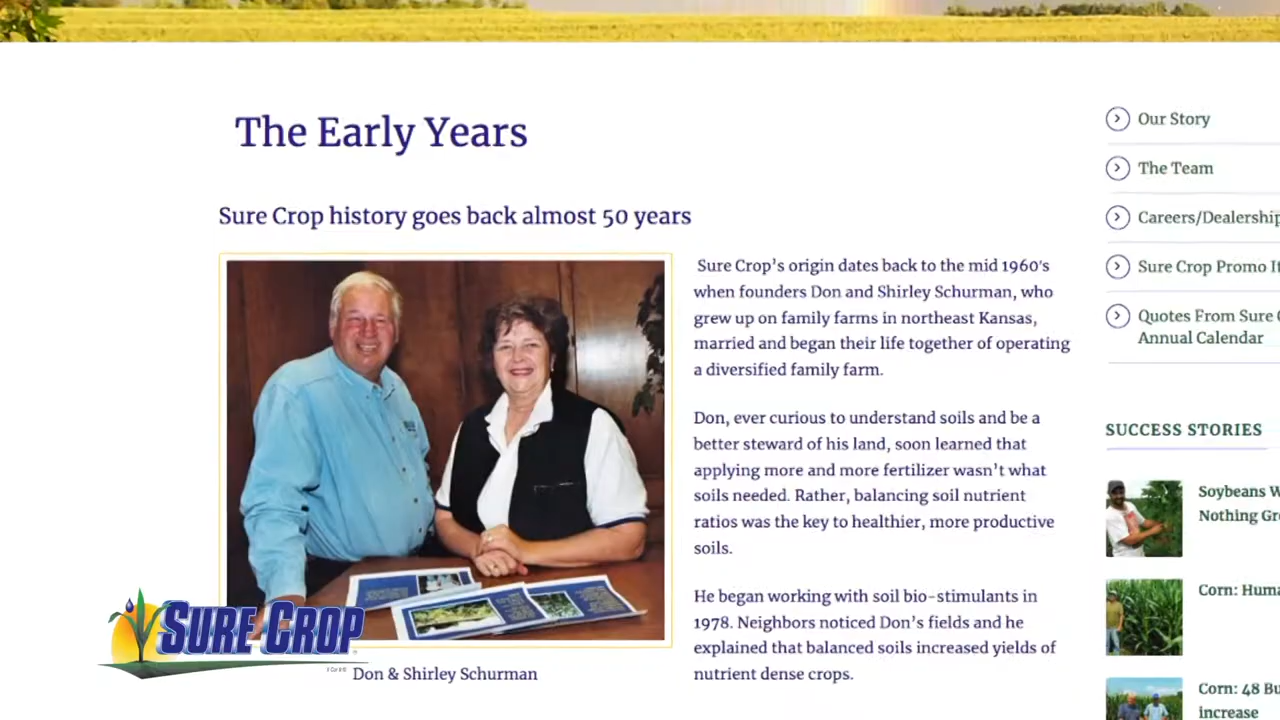 The Early Years
Sure Crop history goes back almost 50 years
Sure Crop's origin dates back to the mid 1960's
when founders Don and Shirley Schurman, who
grew up on family farms in northeast Kansas,
married and began their life together of operating
a diversified family farm.
Don, ever curious to understand soils and be a
better steward of his land, soon learned that
applying more and more fertilizer wasn't what
soils needed. Rather, balancing soil nutrient
ratios was the key to healthier, more productive
soils.
He began working with soil bio-stimulants in
1978. Neighbors noticed Don's fields and he
explained that balanced soils increased yields of
nutrient dense crops.
Don & Shirley Schurman
SURE CROP
Our Story
The Team
Careers/Dealership
Sure Crop Promo
Quotes From Sure
Annual Calendar
SUCCESS STORIES
Soybeans
Nothing
Corn:
Corn: 48
increase